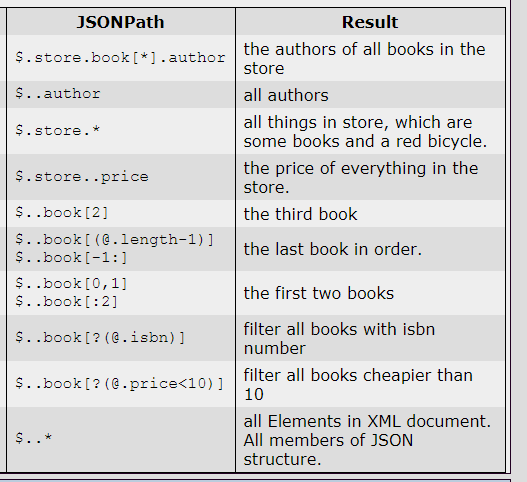 JSONPath Result
$.store.book[*].author the authors of all books in the
store
$..author all authors
$.store.* all things in store, which are
some books and a red bicycle.
$.store..price the price of everything in the
store.
$..book[2] the third book
$..book[(@.length-1)]
$..book[-1:] the last book in order.
$..book[0,1]
$..book[:2] the first two books
$..book[?(@.isbn)] filter all books with isbn
number
$..book[?(@.price<10)] filter all books cheapier than
10
$..* all Elements in XML document.
All members of JSON
structure.